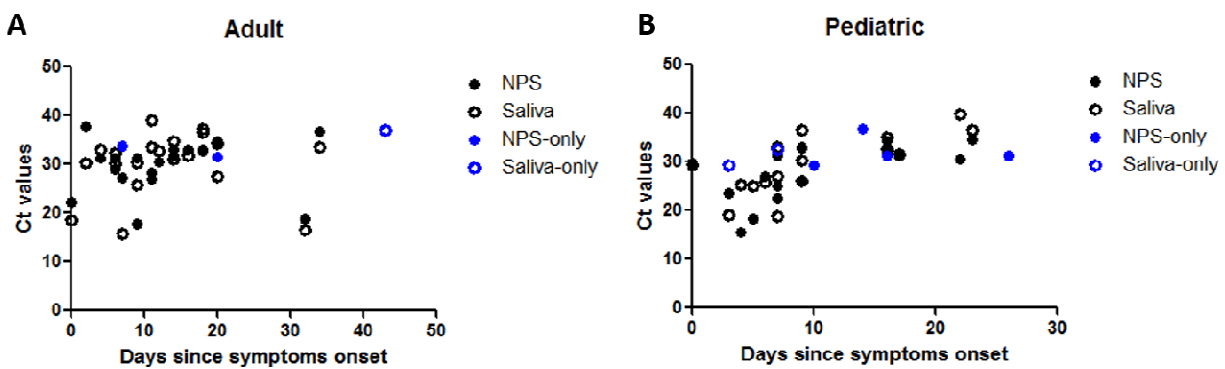 A
Adult
50
40
30
20
10
0
Ct values
0 10 20 30 40 50
Days since symptoms onset
NPS
Saliva
NPS-only
Saliva-only
B
Pediatric
50
40
30
20
10
0
Ct values
0 10 20 30
Days since symptoms onset
NPS
Saliva
NPS-only
Saliva-only